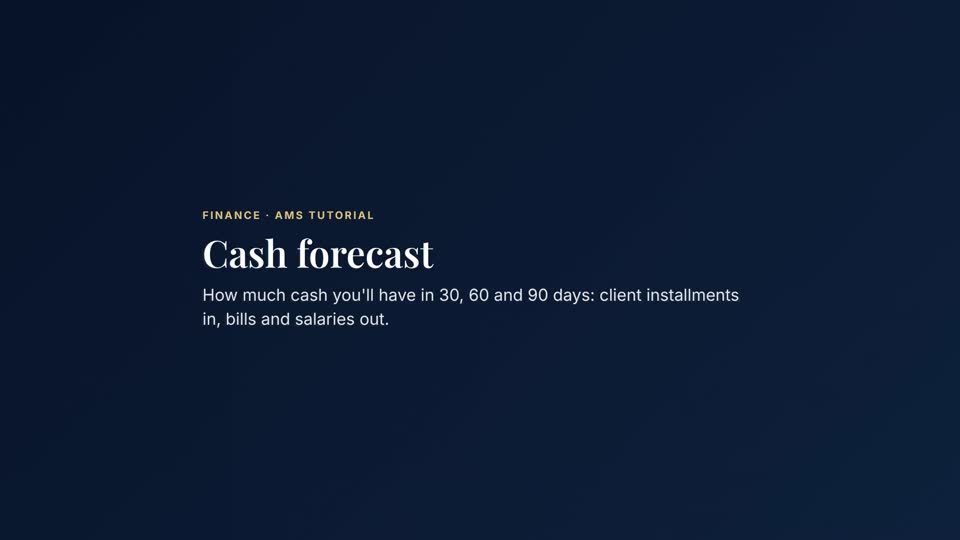 FINANCE · AMS TUTORIAL
Cash forecast
How much cash you'll have in 30, 60 and 90 days: client installments
in, bills and salaries out.